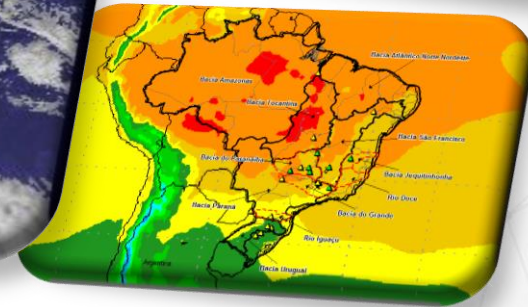 Bacia Atlântico Norte Nordeste
Bacia Amazonas
Bacia Tocantins
Bacia São Francisco
Bacia do Paranaíba
Bacia Jequitinhonha
Rio Doce
Bacia Paraná
Bacia do Grande
Rio Iguaçu
Argentina
Bacia Uruguai